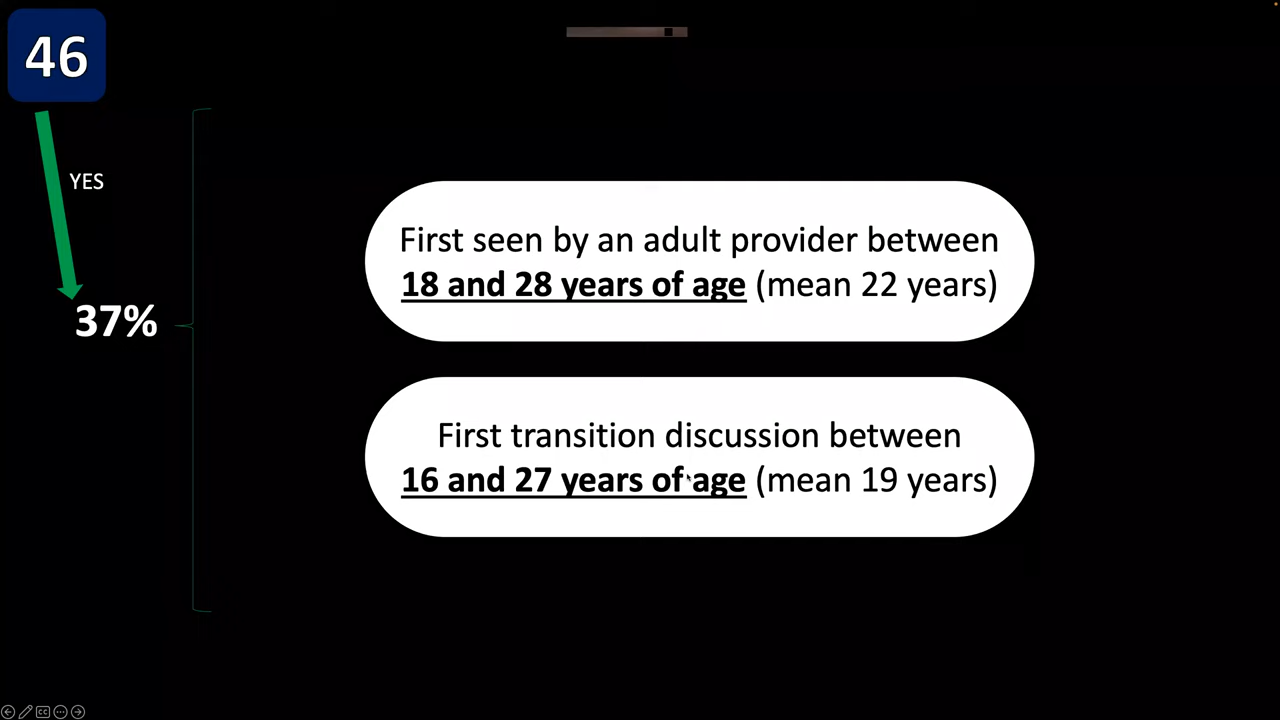 46
YES
37%
First seen by an adult provider between
18 and 28 years of age (mean 22 years)
First transition discussion between
16 and 27 years of age (mean 19 years)